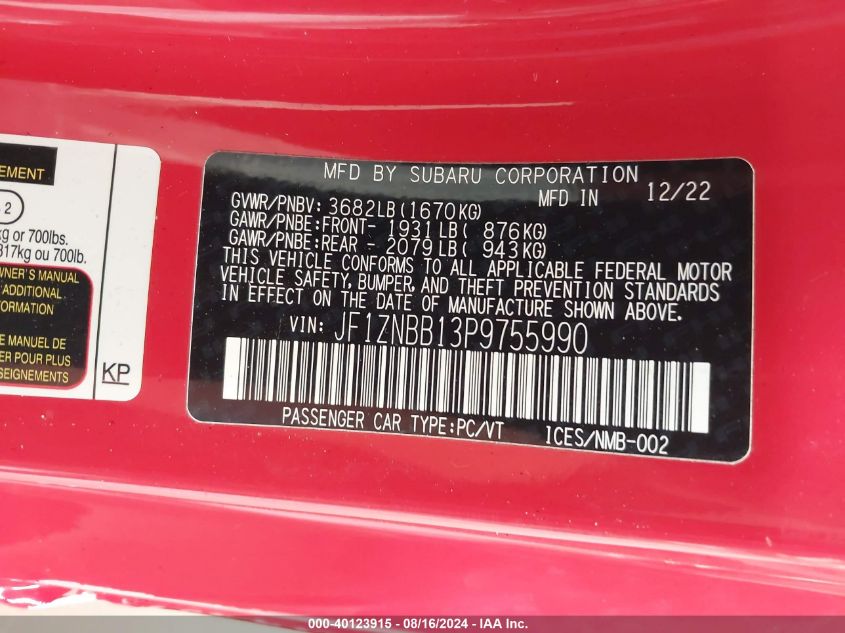 EMENT
2
kg or 700lbs.
317kg ou 700lb.
WNER'S MANUAL
ADDITIONAL
FORMATION
E MANUEL DE
R POUR PLUS
SEIGNEMENTS
KP
MFD BY SUBARU CORPORATION
GVWR/PNBV: 3682LB(1670KG) MFD IN 12/22
GAWR/PNBE:FRONT- 1931LB( 876KG)
GAWR/PNBE:REAR - 2079LB( 943KG)
THIS VEHICLE CONFORMS TO ALL APPLICABLE FEDERAL MOTOR
VEHICLE SAFETY, BUMPER, AND THEFT PREVENTION STANDARDS
IN EFFECT ON THE DATE OF MANUFACTURE SHOWN ABOVE.
VIN: JF1ZNBB13P9755990
PASSENGER CAR TYPE:PC/VT ICES/NMB-002
000-40123915 - 08/16/2024 - IAA Inc.